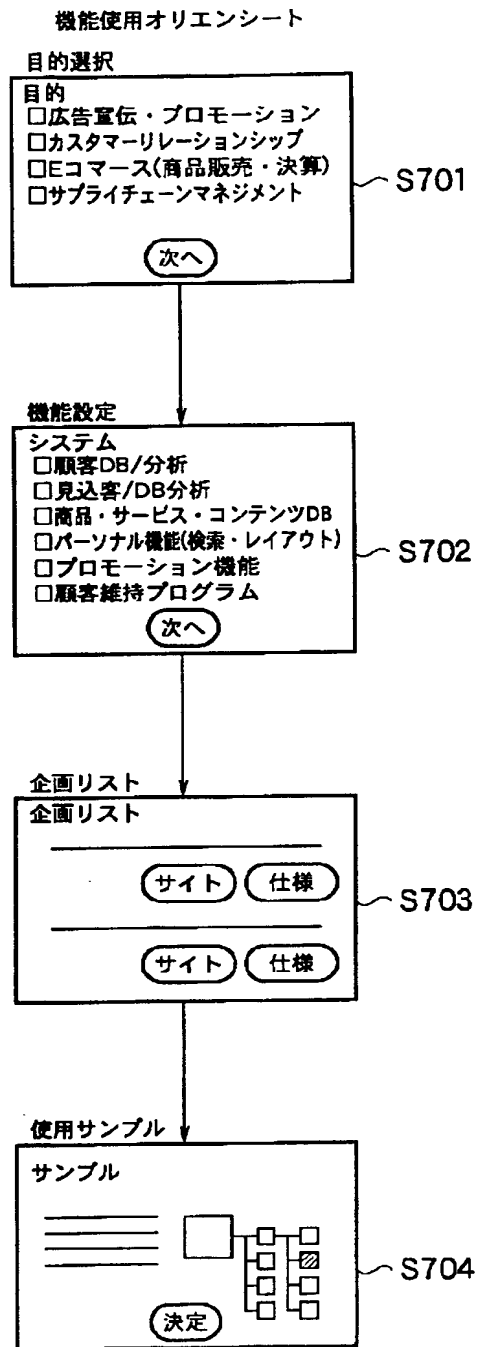 機能使用オリエンシート
目的選択
目的
□広告宣伝・プロモーション
□カスタマーリレーションシップ
□Eコマース(商品販売・決算)
□サプライチェーンマネジメント
次へ
S701
機能設定
システム
□顧客DB/分析
□見込客/DB分析
□商品・サービス・コンテンツDB
□パーソナル機能(検索・レイアウト)
□プロモーション機能
□顧客維持プログラム
次へ
S702
企画リスト
企画リスト
サイト 仕様
サイト 仕様
S703
使用サンプル
サンプル
決定
S704